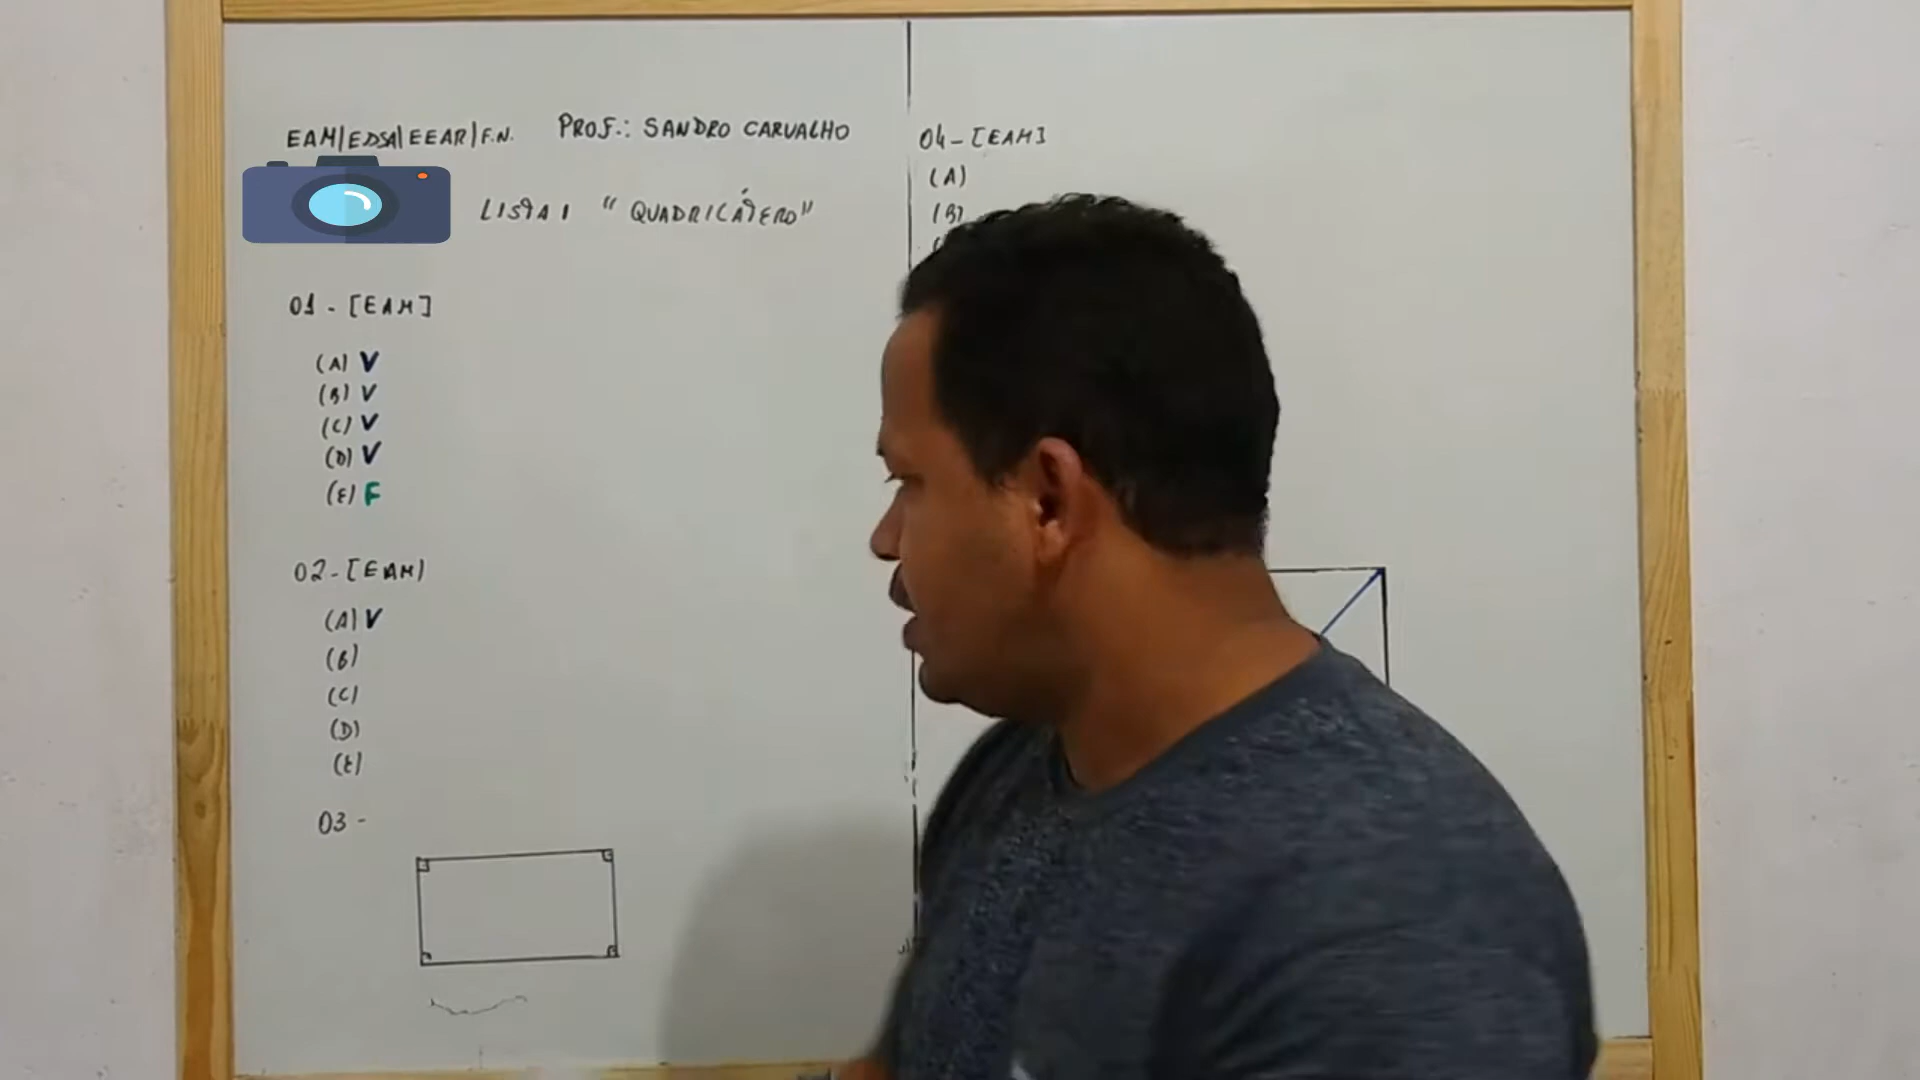 EAM/EDSA/EEAR/F.N. PROF.: SANDRO CARVALHO
LISTA 1 "QUADRILÁTERO"
01 - [EAM]
(A) V
(B) V
(C) V
(D) V
(E) F
02 - [EAM)
(A) V
(B)
(C)
(D)
(E)
03 -
04 - [EAM]
(A)
(B)